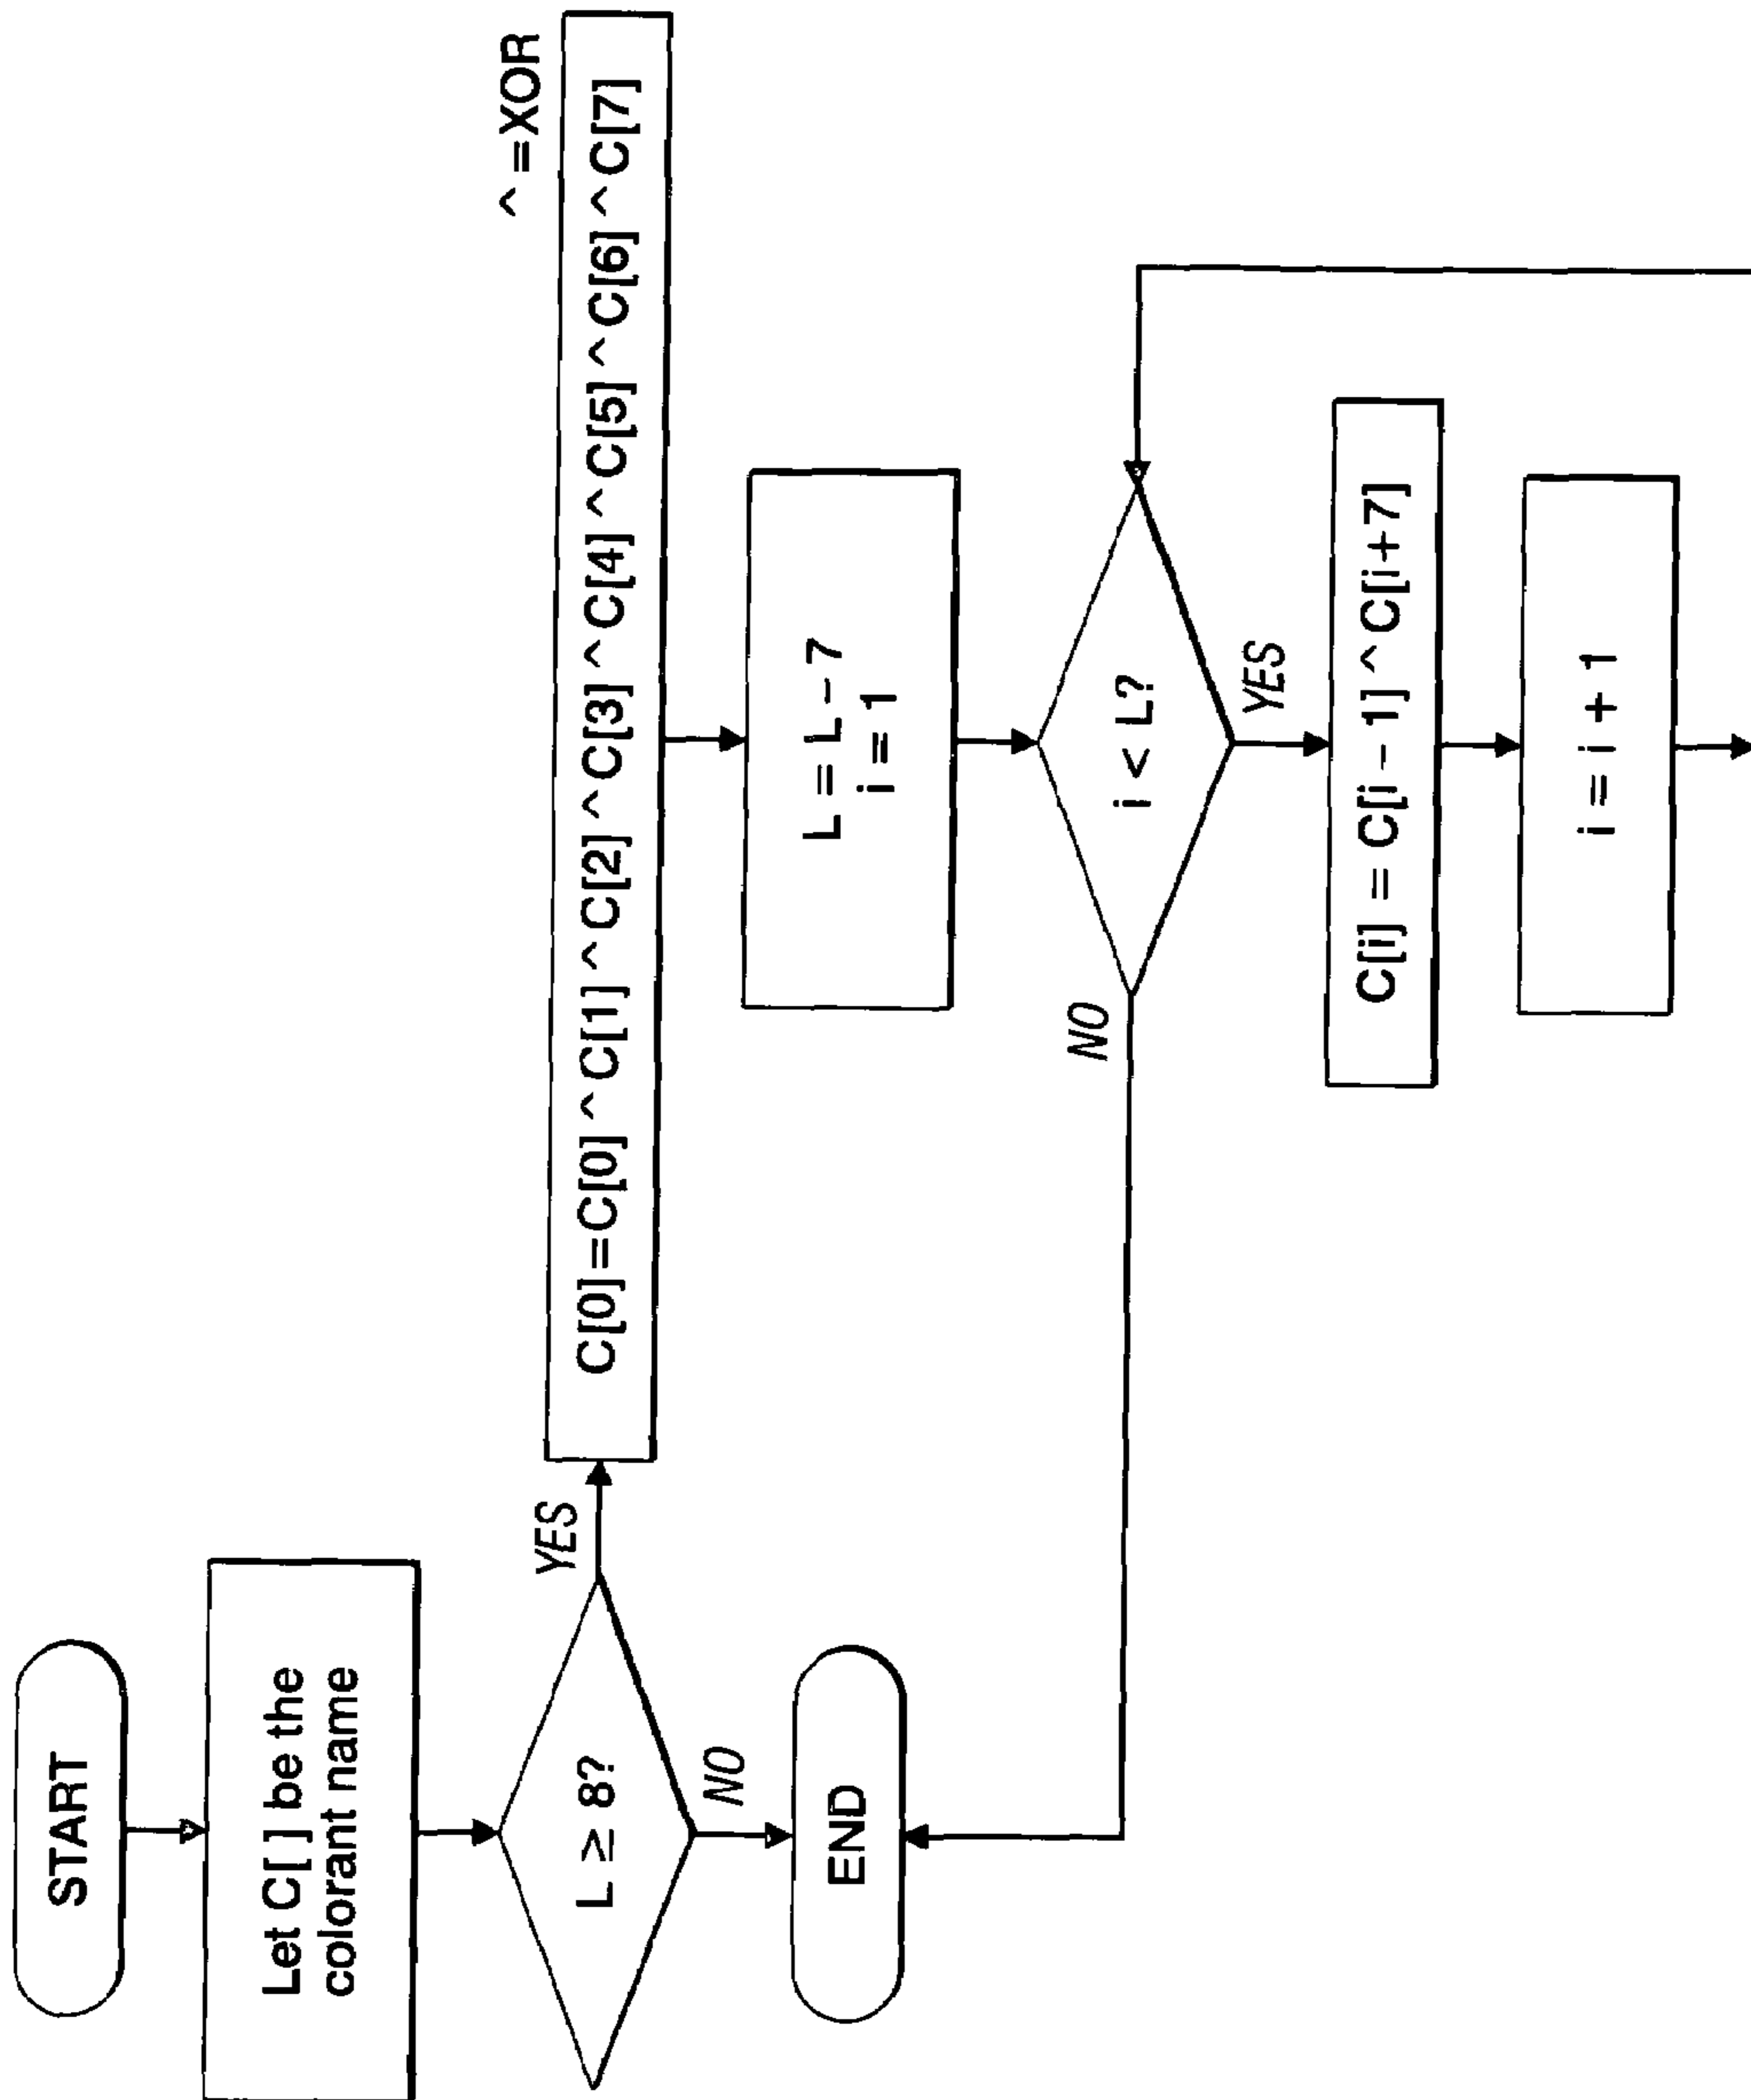 START
Let C[ ] be the
colorant name
L ≥ 8?
YES
NO
END
^ =XOR
C[0]=C[0]^C[1]^C[2]^C[3]^C[4]^C[5]^C[6]^C[7]
L = L – 7
i = 1
i < L?
NO
YES
C[i] = C[i – 1]^C[i+7]
i = i + 1